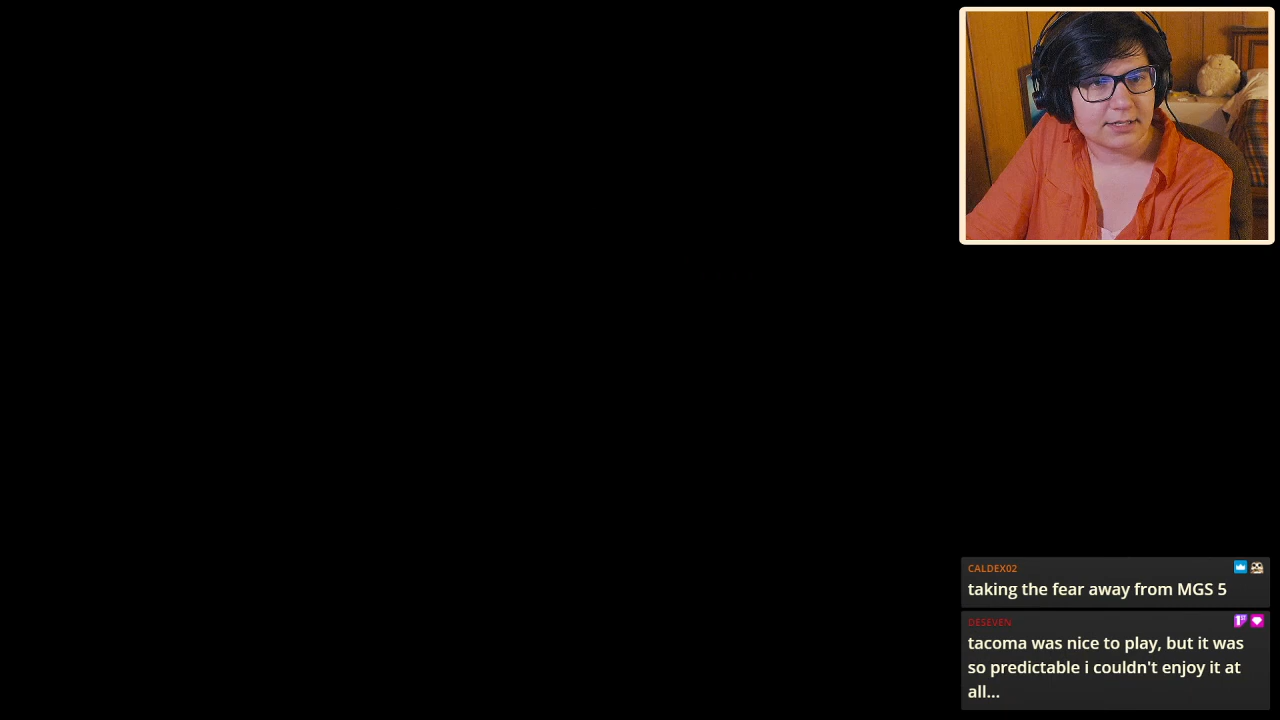 CALDEX02
taking the fear away from MGS 5
DESEVEN
tacoma was nice to play, but it was
so predictable i couldn't enjoy it at
all...